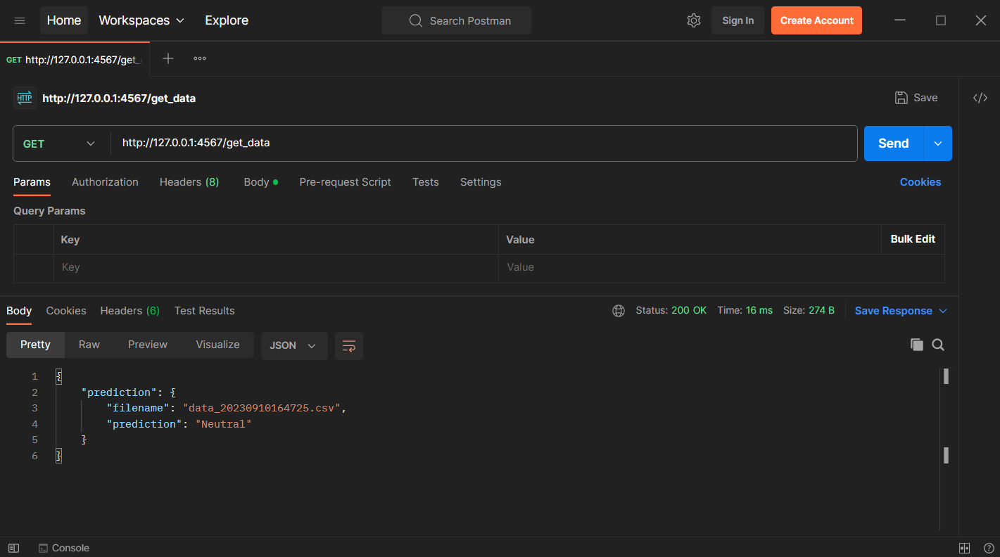 Home Workspaces Explore Search Postman Sign In Create Account
GET http://127.0.0.1:4567/get_
HTTP http://127.0.0.1:4567/get_data Save </>
GET http://127.0.0.1:4567/get_data Send
Params Authorization Headers (8) Body Pre-request Script Tests Settings Cookies
Query Params
Key Value Bulk Edit
Key Value
Body Cookies Headers (6) Test Results Status: 200 OK Time: 16 ms Size: 274 B Save Response
Pretty Raw Preview Visualize JSON
1 {
2 "prediction": {
3 "filename": "data_20230910164725.csv",
4 "prediction": "Neutral"
5 }
6 }
Console